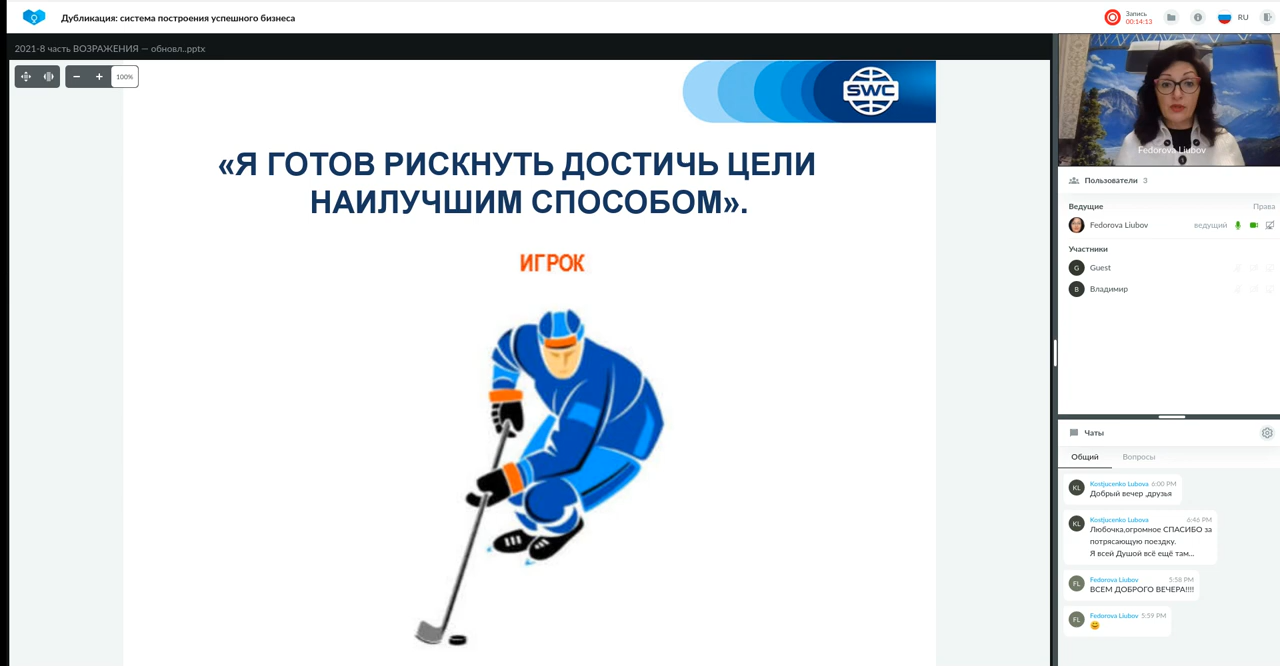 Дубликация: система построения успешного бизнеса
Запись
00:14:13
RU
2021-8 часть ВОЗРАЖЕНИЯ — обновл..pptx
100%
SWC
«Я ГОТОВ РИСКНУТЬ ДОСТИЧЬ ЦЕЛИ
НАИЛУЧШИМ СПОСОБОМ».
ИГРОК
Fedorova Liubov
Пользователи 3
Ведущие Права
Fedorova Liubov ведущий
Участники
G Guest
В Владимир
Чаты
Общий Вопросы
KL Kostjucenko Lubova 6:00 PM
Добрый вечер ,друзья
KL Kostjucenko Lubova 6:46 PM
Любочка,огромное СПАСИБО за
потрясающую поездку.
Я всей Душой всё ещё там...
FL Fedorova Liubov 5:58 PM
ВСЕМ ДОБРОГО ВЕЧЕРА!!!!
FL Fedorova Liubov 5:59 PM
😊